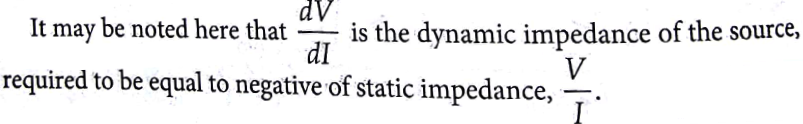 It may be noted here that dV/dI is the dynamic impedance of the source,
required to be equal to negative of static impedance, V/I.